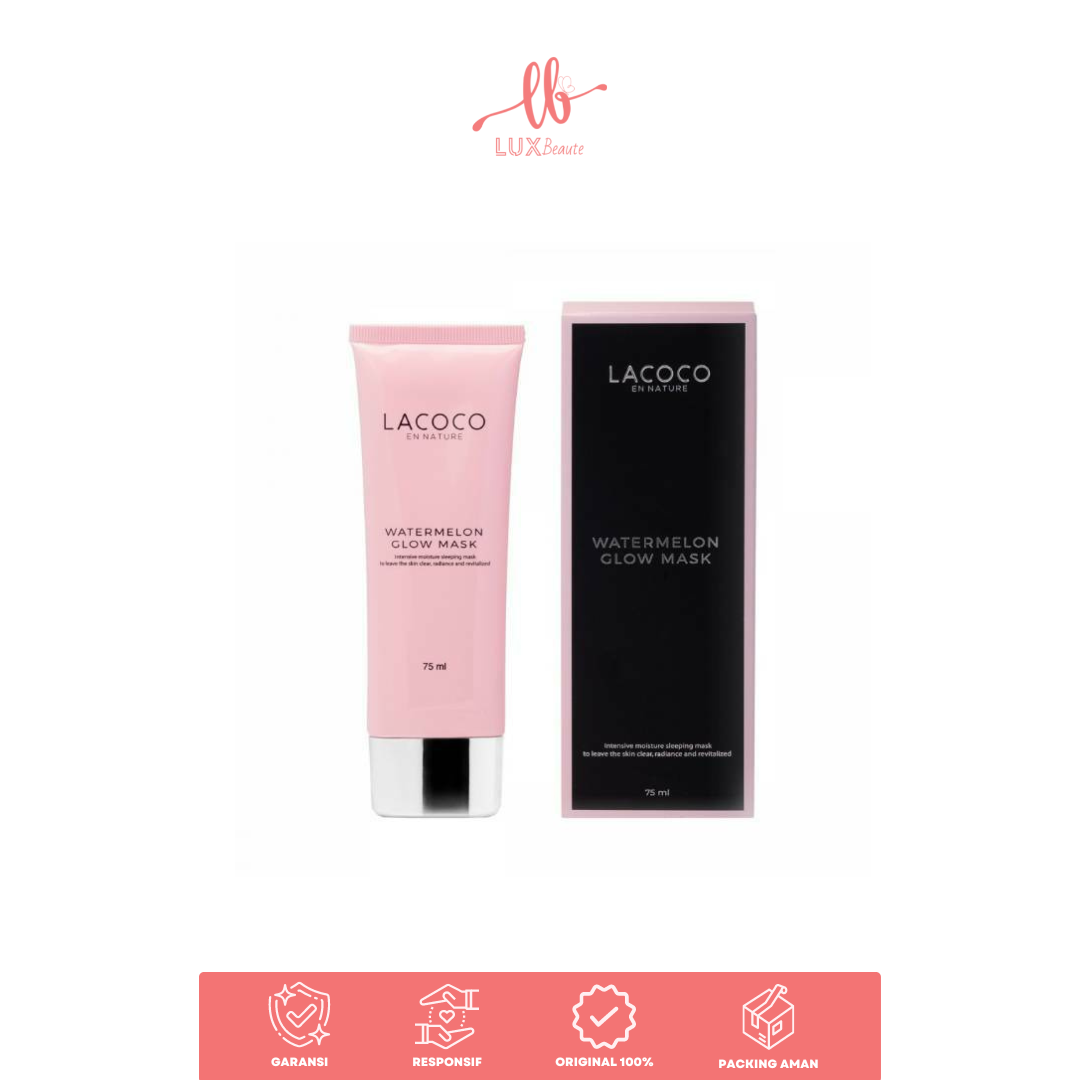 lb
LUX Beaute
LACOCO
EN NATURE
WATERMELON
GLOW MASK
Intensive moisture sleeping mask
to leave the skin clear, radiance and revitalized
75 ml
LACOCO
EN NATURE
WATERMELON
GLOW MASK
Intensive moisture sleeping mask
to leave the skin clear, radiance and revitalized
75 ml
GARANSI
RESPONSIF
ORIGINAL 100%
PACKING AMAN